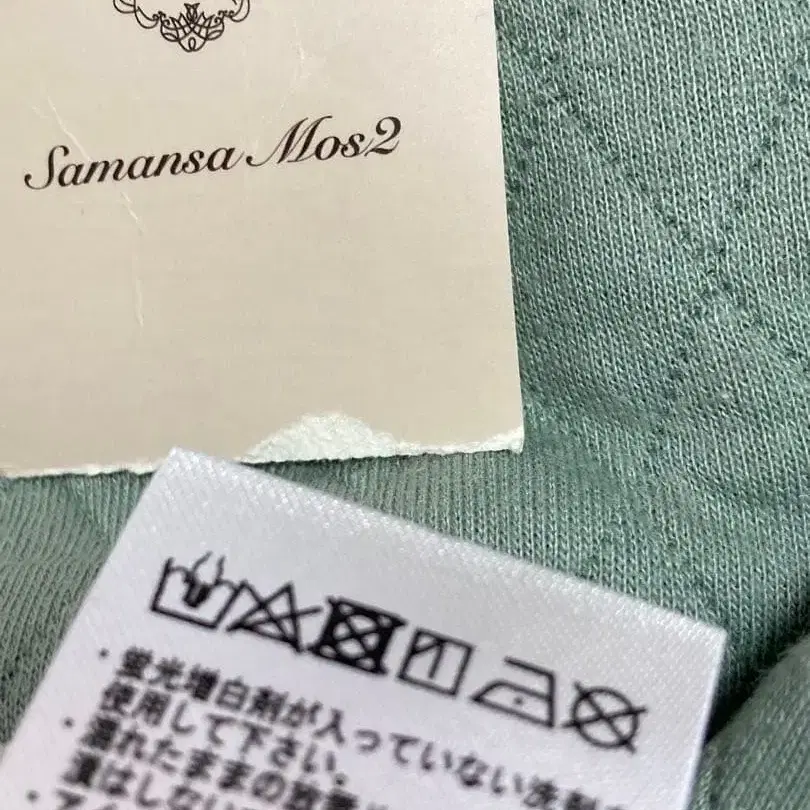 Samansa Mos2
・蛍光増白剤が入っていない洗剤
使用して下さい。
・濡れたままの放置